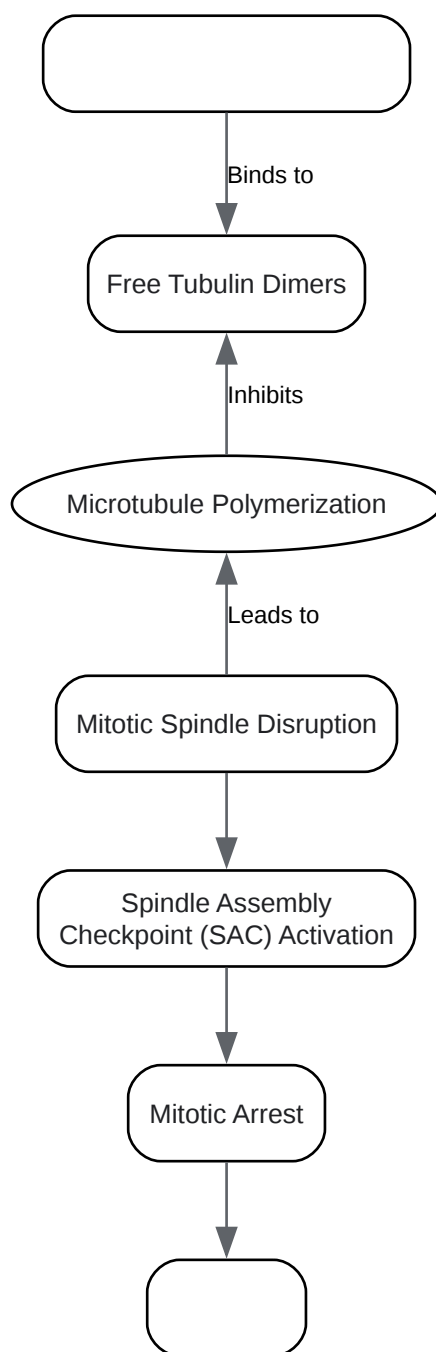 Binds to
Free Tubulin Dimers
Inhibits
Microtubule Polymerization
Leads to
Mitotic Spindle Disruption
Spindle Assembly
Checkpoint (SAC) Activation
Mitotic Arrest